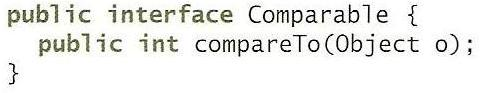 public interface Comparable {
public int compareTo(Object o);
}